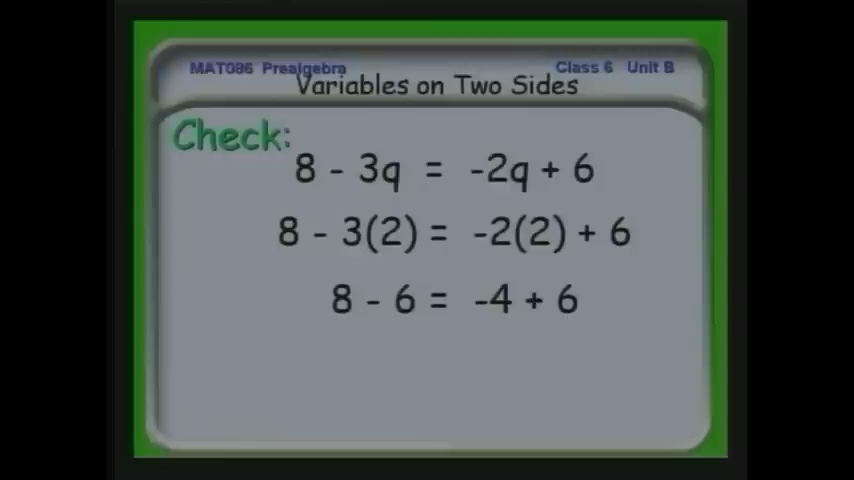 MAT086 Prealgebra Class 6 Unit B
Variables on Two Sides
Check:
8 - 3q = -2q + 6
8 - 3(2) = -2(2) + 6
8 - 6 = -4 + 6